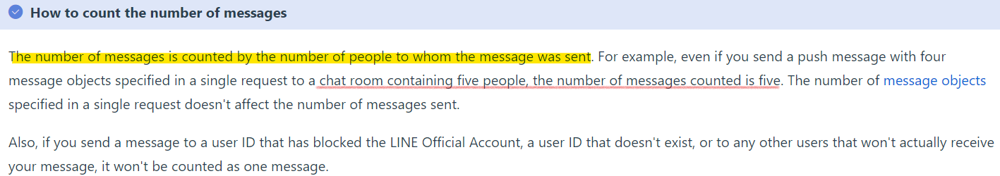 How to count the number of messages
The number of messages is counted by the number of people to whom the message was sent. For example, even if you send a push message with four
message objects specified in a single request to a chat room containing five people, the number of messages counted is five. The number of message objects
specified in a single request doesn't affect the number of messages sent.
Also, if you send a message to a user ID that has blocked the LINE Official Account, a user ID that doesn't exist, or to any other users that won't actually receive
your message, it won't be counted as one message.